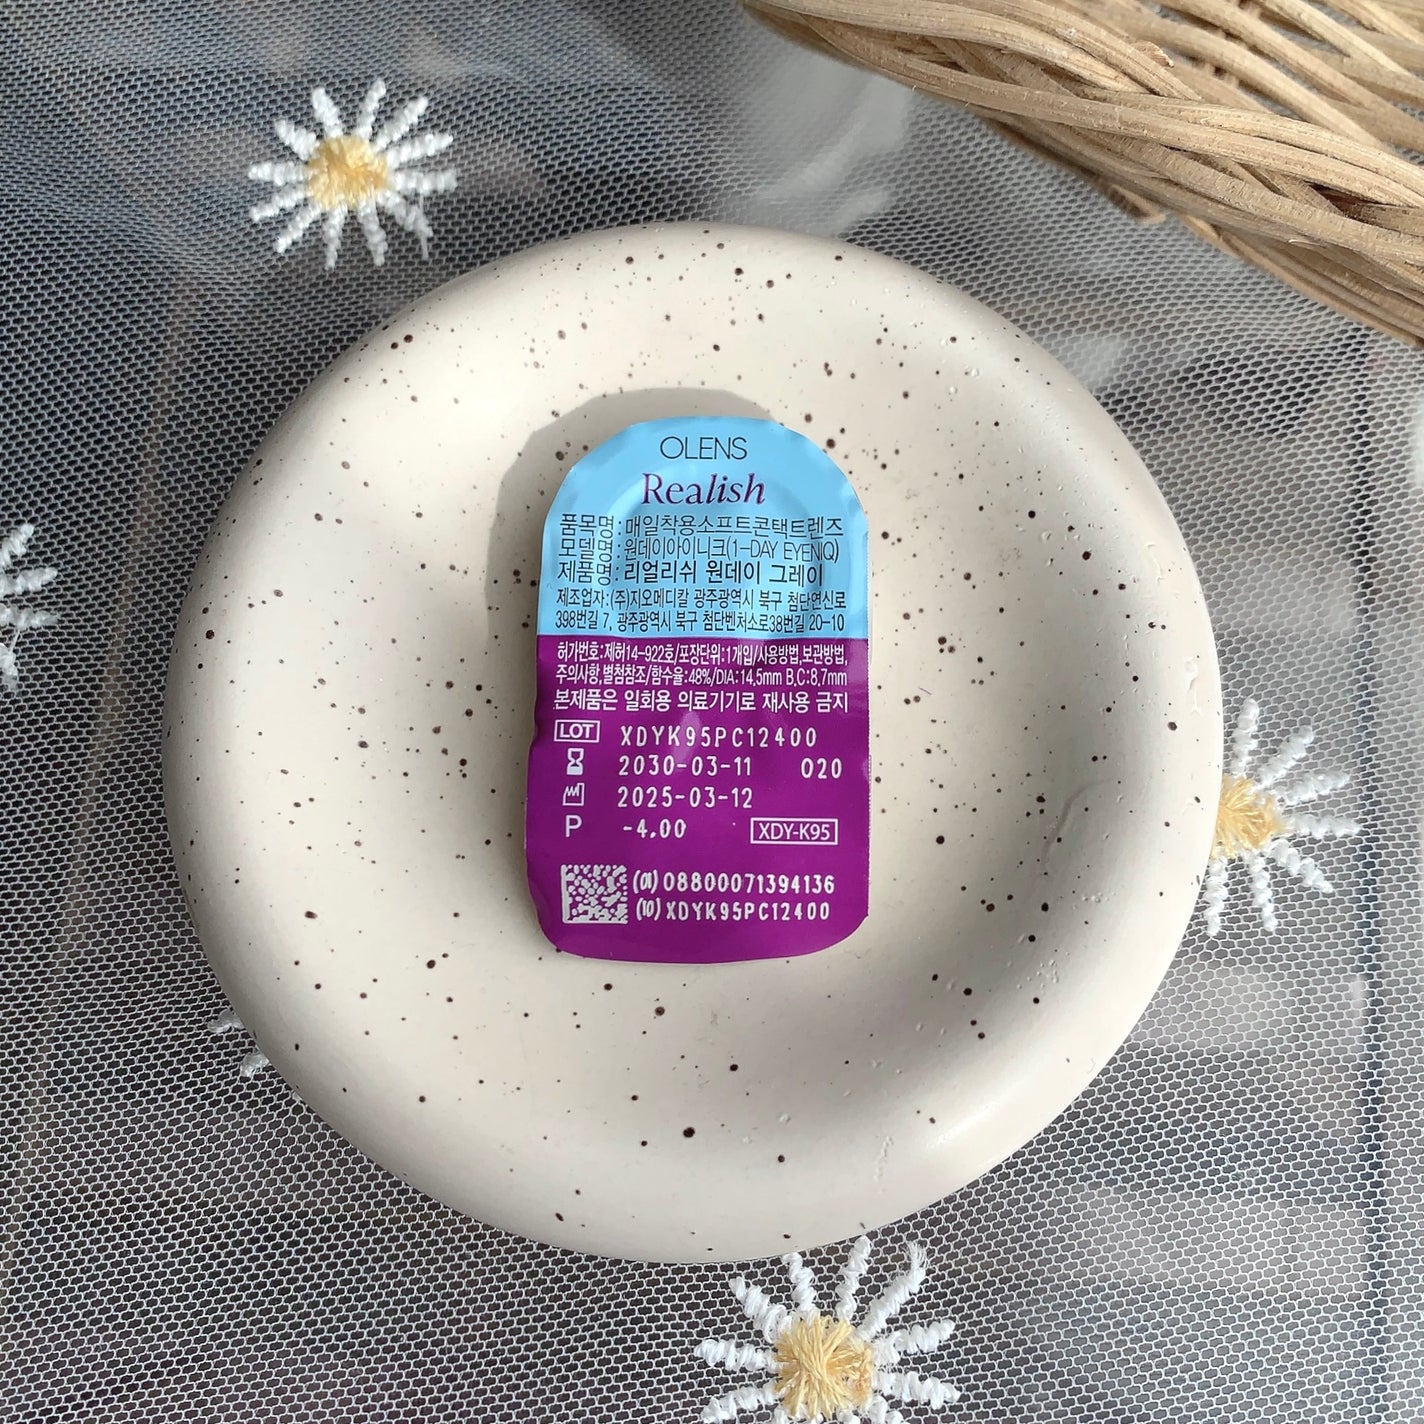 OLENS
Realish
품목명:매일착용소프트콘택트렌즈
모델명:원데이아이니크(1-DAY EYENIQ)
제품명:리얼리쉬 원데이 그레이
제조업자:(주)지오메디칼 광주광역시 북구 첨단연신로
398번길 7, 광주광역시 북구 첨단벤처소로38번길 20-10
허가번호:제허14-922호/포장단위:1개입/사용방법,보관방법,
주의사항,별첨참조/함수율:48%/DIA:14.5mm B.C:8.7mm
본제품은 일회용 의료기기로 재사용 금지
LOT XDYK95PC12400
2030-03-11 020
2025-03-12
P -4.00 XDY-K95
(01)08800071394136
(10)XDYK95PC12400